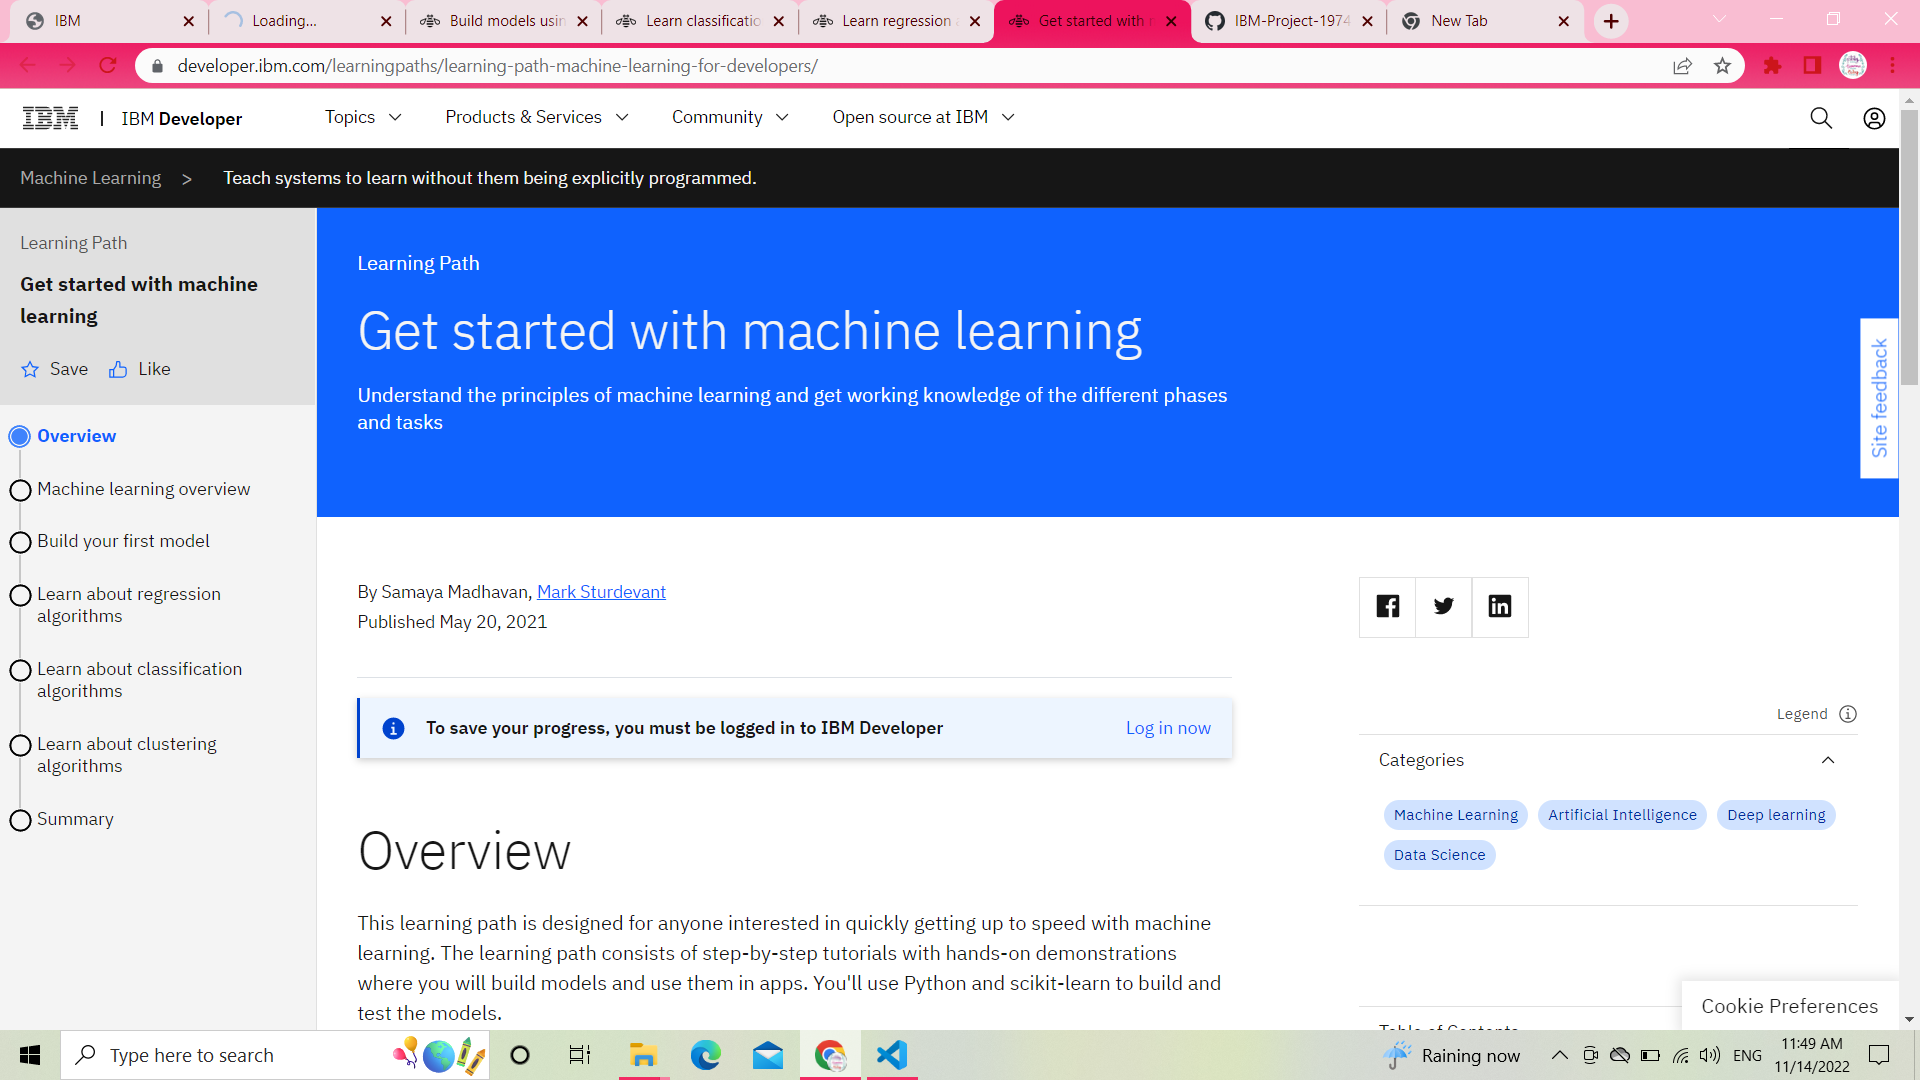 IBM
Loading...
Build models usin
Learn classificatio
Learn regression a
Get started with m
IBM-Project-1974
New Tab
developer.ibm.com/learningpaths/learning-path-machine-learning-for-developers/
IBM | IBM Developer
Topics
Products & Services
Community
Open source at IBM
Machine Learning > Teach systems to learn without them being explicitly programmed.
Learning Path
Get started with machine
learning
Save
Like
Overview
Machine learning overview
Build your first model
Learn about regression
algorithms
Learn about classification
algorithms
Learn about clustering
algorithms
Summary
Learning Path
Get started with machine learning
Understand the principles of machine learning and get working knowledge of the different phases
and tasks
Site feedback
By Samaya Madhavan, Mark Sturdevant
Published May 20, 2021
To save your progress, you must be logged in to IBM Developer
Log in now
Overview
This learning path is designed for anyone interested in quickly getting up to speed with machine
learning. The learning path consists of step-by-step tutorials with hands-on demonstrations
where you will build models and use them in apps. You'll use Python and scikit-learn to build and
test the models.
Legend
Categories
Machine Learning
Artificial Intelligence
Deep learning
Data Science
Table of Contents
Cookie Preferences
Type here to search
Raining now
ENG
11:49 AM
11/14/2022